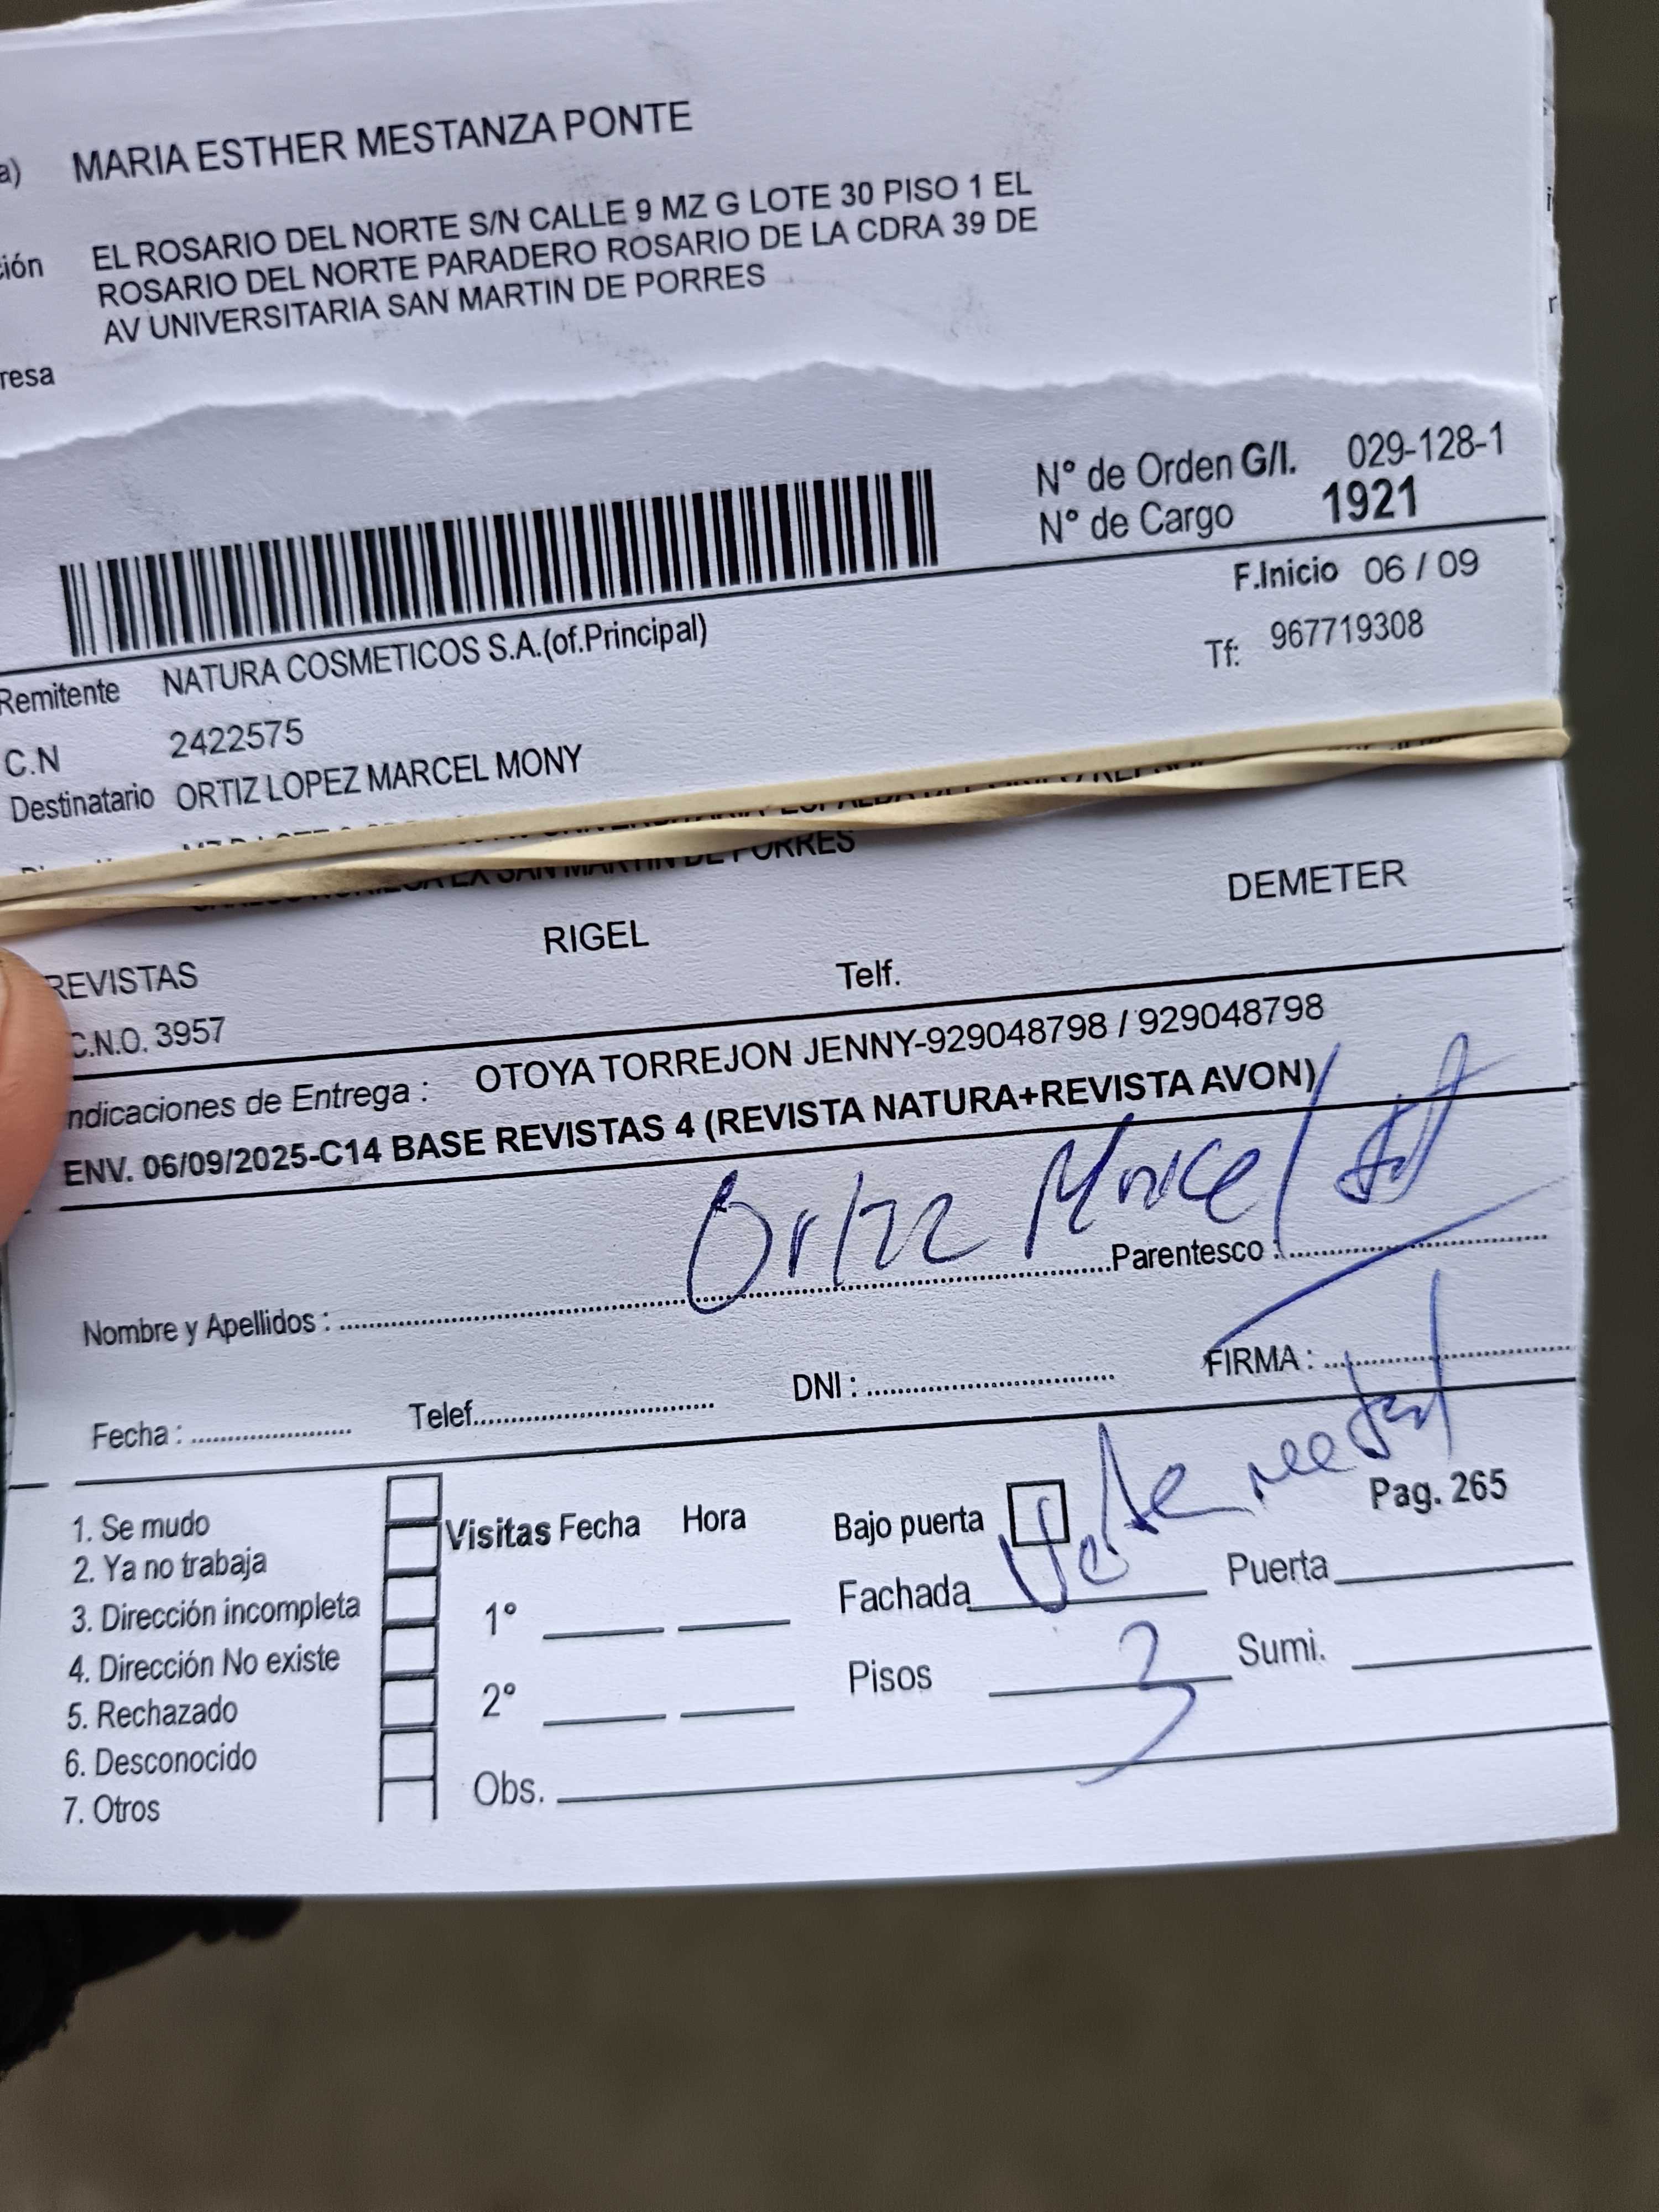 a) MARIA ESTHER MESTANZA PONTE
ción EL ROSARIO DEL NORTE S/N CALLE 9 MZ G LOTE 30 PISO 1 EL
ROSARIO DEL NORTE PARADERO ROSARIO DE LA CDRA 39 DE
AV UNIVERSITARIA SAN MARTIN DE PORRES
resa
N° de Orden G/I. 029-128-1
N° de Cargo 1921
F.Inicio 06 / 09
Remitente NATURA COSMETICOS S.A.(of.Principal)
Tf: 967719308
C.N 2422575
Destinatario ORTIZ LOPEZ MARCEL MONY
SAN MARTIN DE PORRES
REVISTAS RIGEL DEMETER
C.N.O. 3957 Telf.
ndicaciones de Entrega : OTOYA TORREJON JENNY-929048798 / 929048798
ENV. 06/09/2025-C14 BASE REVISTAS 4 (REVISTA NATURA+REVISTA AVON)
Ortiz
Nombre y Apellidos : Parentesco :
Fecha : Telef. DNI : FIRMA :
1. Se mudo Visitas Fecha Hora Bajo puerta Pag. 265
2. Ya no trabaja
3. Dirección incompleta 1° Fachada Puerta
4. Dirección No existe
5. Rechazado 2° Pisos 3 Sumi.
6. Desconocido
7. Otros Obs.